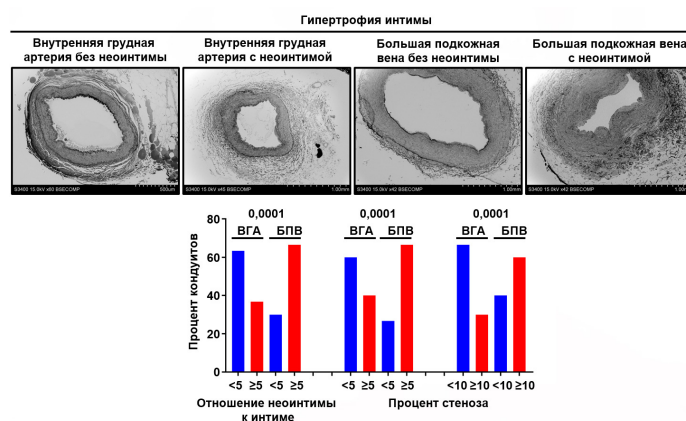 Гипертрофия интимы
Внутренняя грудная
артерия без неоинтимы
Внутренняя грудная
артерия с неоинтимой
Большая подкожная
вена без неоинтимы
Большая подкожная вена
с неоинтимой
S3400 15.0kV x60 BSECOMP 500um
S3400 15.0kV x45 BSECOMP 1.00mm
S3400 15.0kV x42 BSECOMP 1.00mm
S3400 15.0kV x42 BSECOMP 1.00mm
Процент кондуитов
80
60
40
20
0
0,0001
ВГА БПВ
0,0001
ВГА БПВ
0,0001
ВГА БПВ
<5 ≥5 <5 ≥5
<5 ≥5 <5 ≥5
<10 ≥10 <10 ≥10
Отношение неоинтимы
к интиме
Процент стеноза